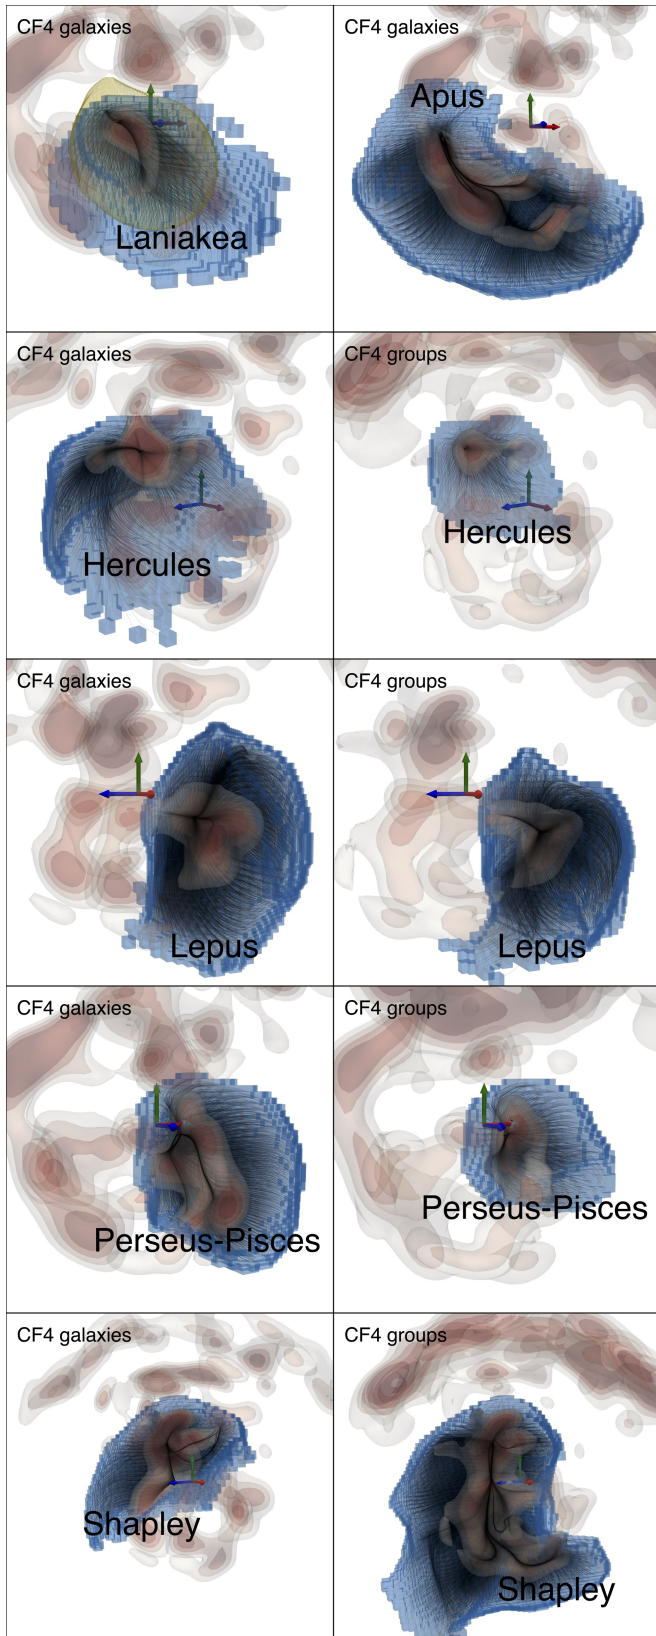 CF4 galaxies
Laniakea
CF4 galaxies
Apus
CF4 galaxies
Hercules
CF4 groups
Hercules
CF4 galaxies
Lepus
CF4 groups
Lepus
CF4 galaxies
Perseus-Pisces
CF4 groups
Perseus-Pisces
CF4 galaxies
Shapley
CF4 groups
Shapley